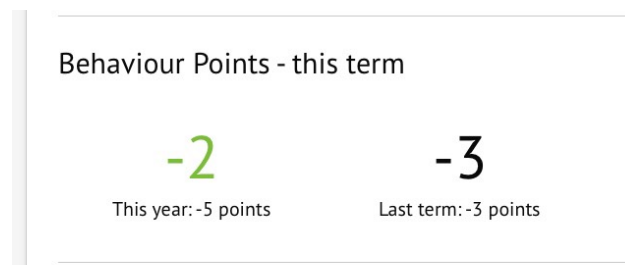 Behaviour Points - this term
-2 -3
This year: -5 points Last term: -3 points